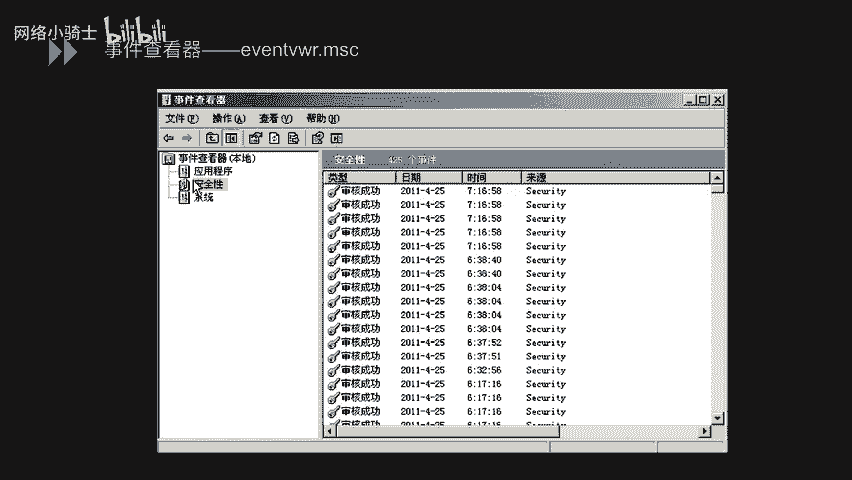 网络小骑士 bilibili
事件查看器——eventvwr.msc
事件查看器
文件(F) 操作(A) 查看(V) 帮助(H)
事件查看器(本地)
应用程序
安全性
系统
安全性 425 个事件
类型 日期 时间 来源
审核成功 2011-4-25 7:16:58 Security
审核成功 2011-4-25 7:16:58 Security
审核成功 2011-4-25 7:16:58 Security
审核成功 2011-4-25 7:16:58 Security
审核成功 2011-4-25 7:16:58 Security
审核成功 2011-4-25 6:38:40 Security
审核成功 2011-4-25 6:38:40 Security
审核成功 2011-4-25 6:38:04 Security
审核成功 2011-4-25 6:38:04 Security
审核成功 2011-4-25 6:38:04 Security
审核成功 2011-4-25 6:38:04 Security
审核成功 2011-4-25 6:37:52 Security
审核成功 2011-4-25 6:37:51 Security
审核成功 2011-4-25 6:32:56 Security
审核成功 2011-4-25 6:17:16 Security
审核成功 2011-4-25 6:17:16 Security
审核成功 2011-4-25 6:17:16 Security
审核成功 2011-4-25 6:17:16 Security